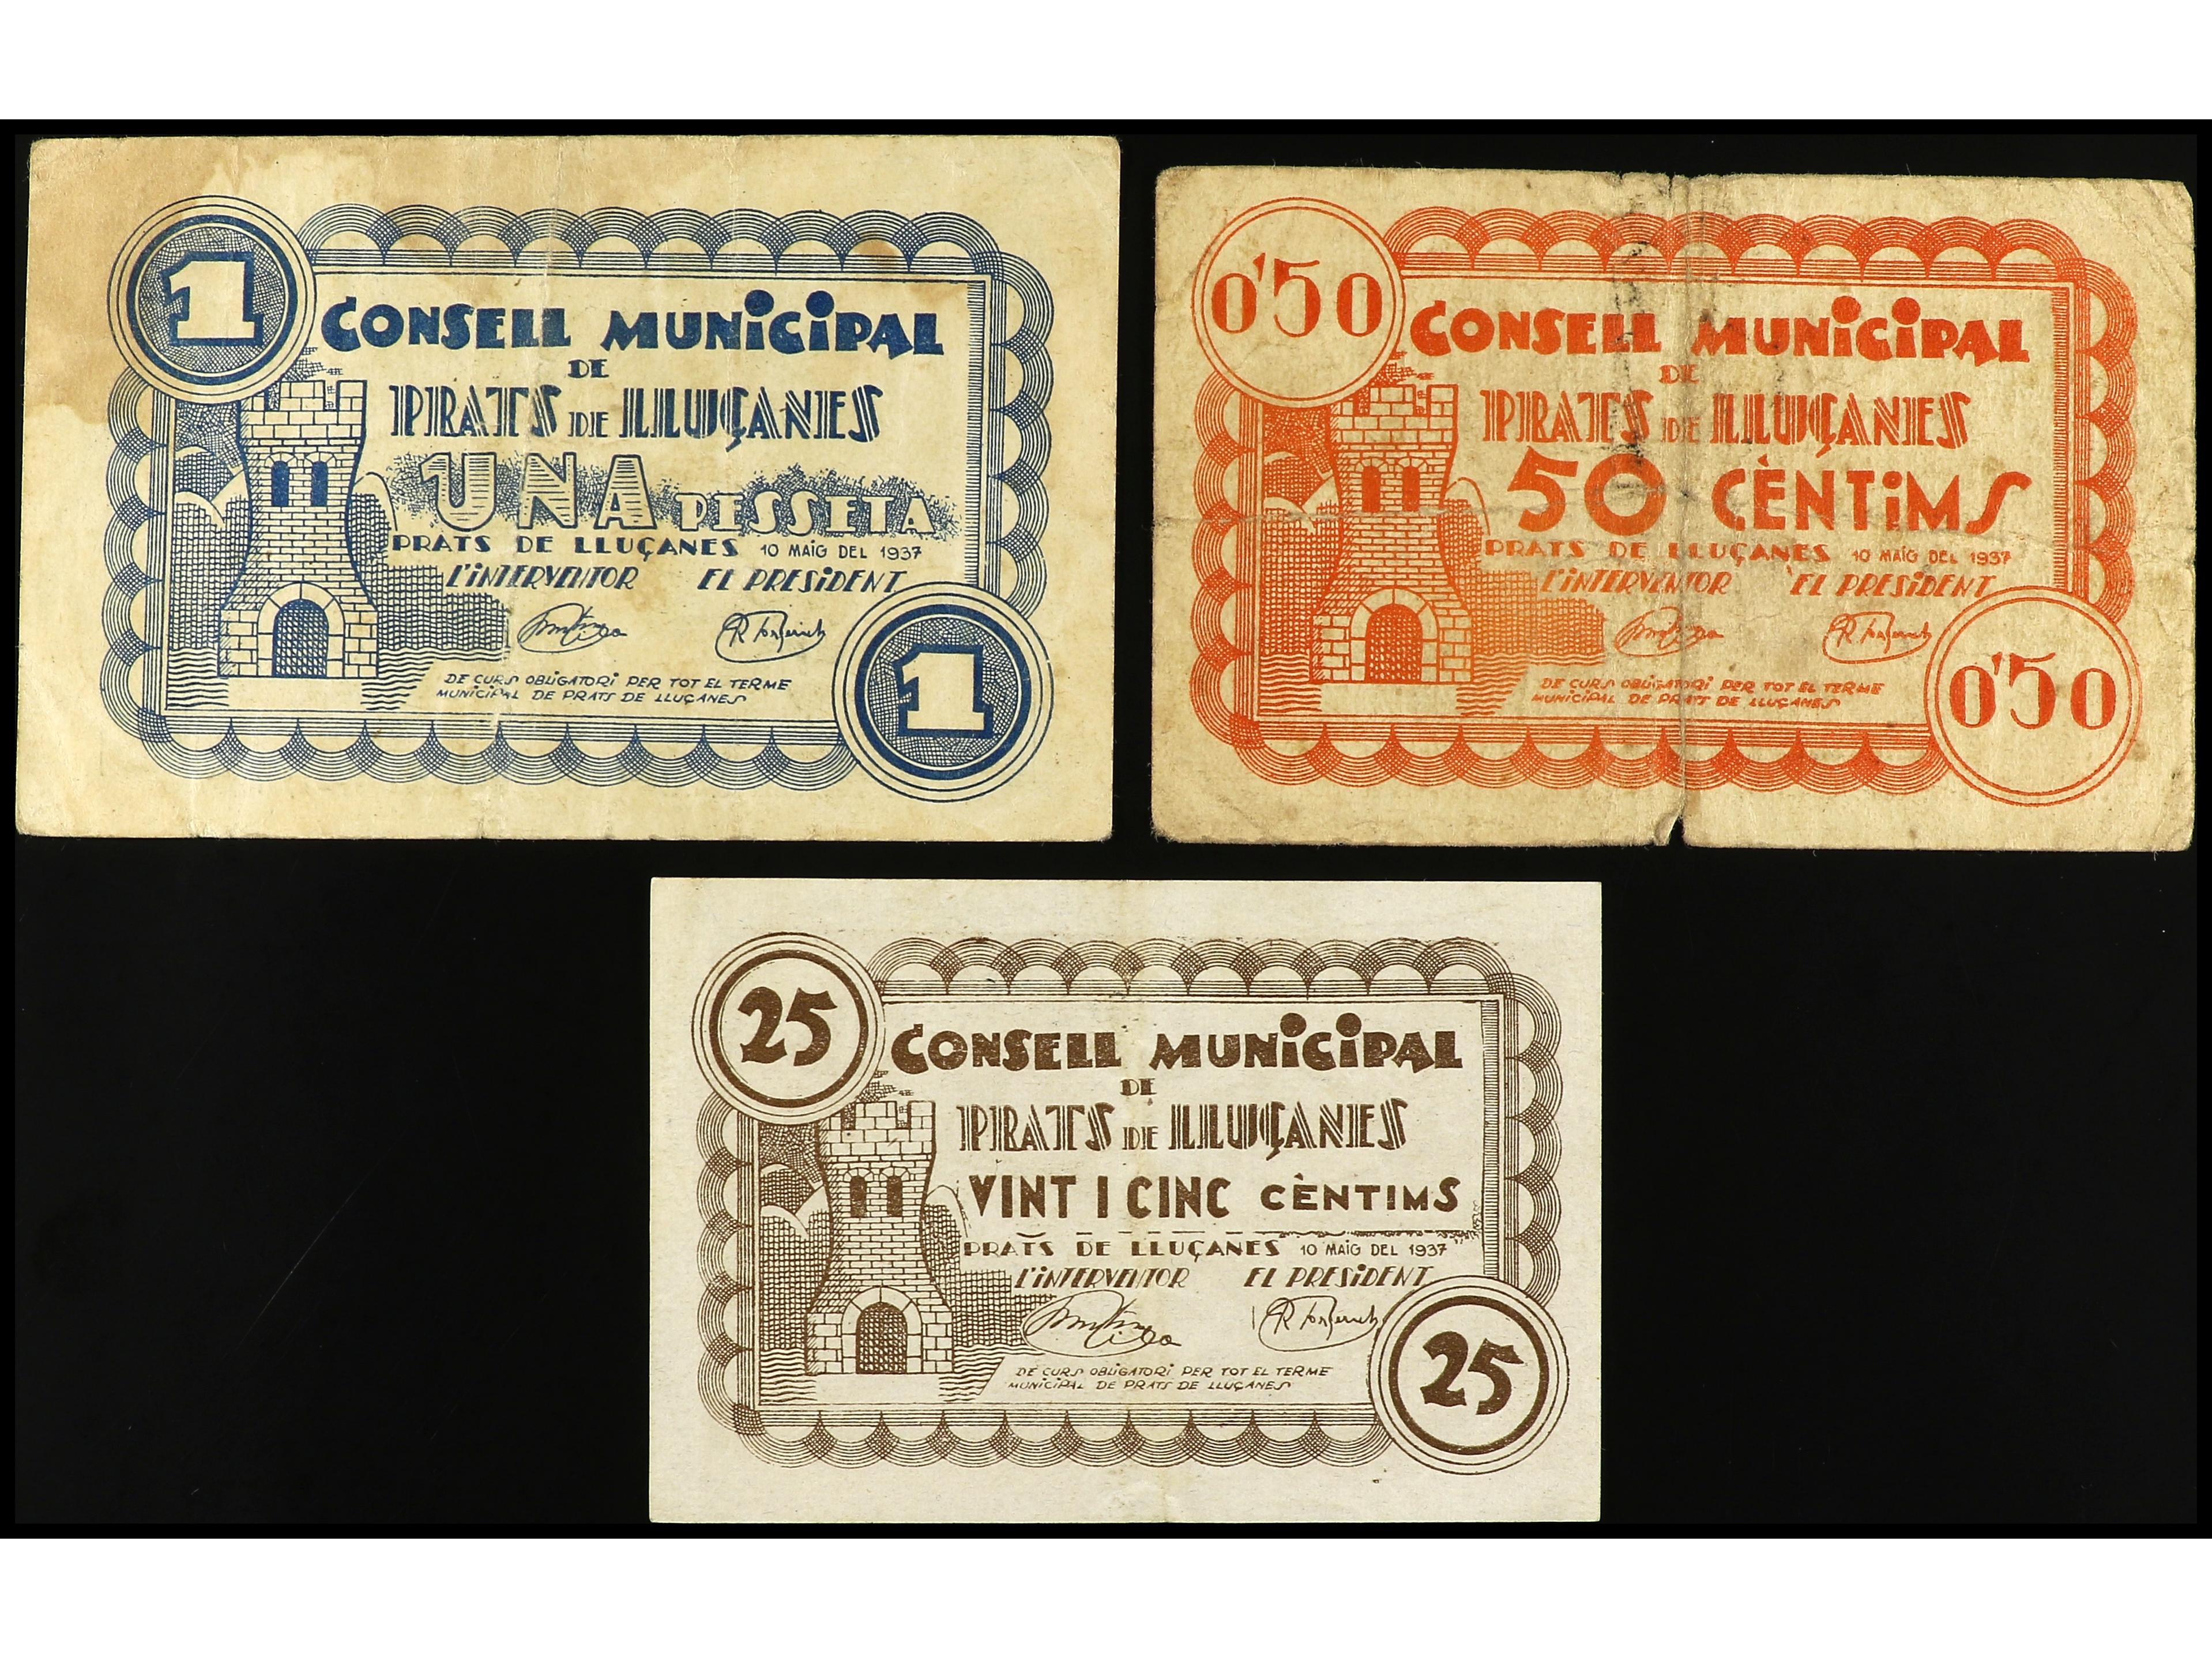 1
CONSELL MUNICIPAL
DE
PRATS DE LLUÇANES
UNA PESSETA
PRATS DE LLUÇANES 10 MAIG DEL 1937
L'INTERVENTOR EL PRESIDENT
DE CURS OBLIGATORI PER TOT EL TERME
MUNICIPAL DE PRATS DE LLUÇANES
1
0'50
CONSELL MUNICIPAL
DE
PRATS DE LLUÇANES
50 CÈNTIMS
PRATS DE LLUÇANES 10 MAIG DEL 1937
L'INTERVENTOR EL PRESIDENT
DE CURS OBLIGATORI PER TOT EL TERME
MUNICIPAL DE PRATS DE LLUÇANES
0'50
25
CONSELL MUNICIPAL
DE
PRATS DE LLUÇANES
VINT I CINC CÈNTIMS
PRATS DE LLUÇANES 10 MAIG DEL 1937
L'INTERVENTOR EL PRESIDENT
DE CURS OBLIGATORI PER TOT EL TERME
MUNICIPAL DE PRATS DE LLUÇANES
25